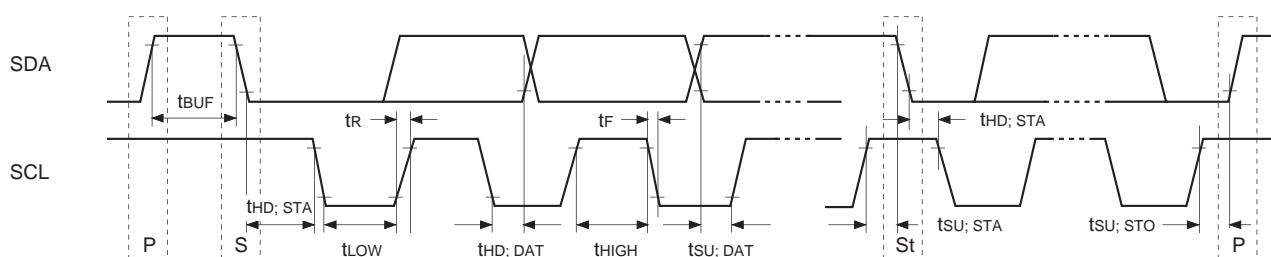 SDA
tBUF
tR
tF
tHD; STA
SCL
tHD; STA
tLOW
tHD; DAT
tHIGH
tSU; DAT
tSU; STA
tSU; STO
P
S
St
P